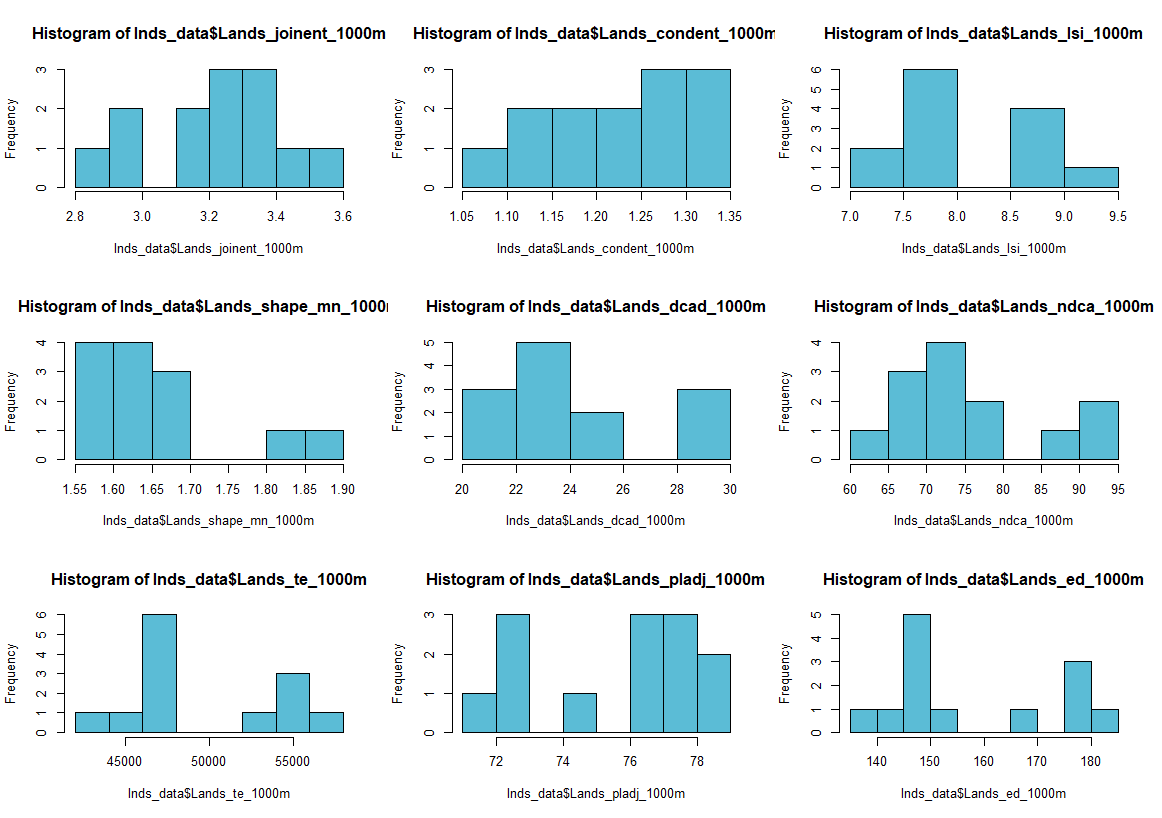 Histogram of lnds_data$Lands_joinent_1000m
Frequency
3
2
1
0
2.8 3.0 3.2 3.4 3.6
lnds_data$Lands_joinent_1000m
Histogram of lnds_data$Lands_condent_1000m
Frequency
3
2
1
0
1.05 1.10 1.15 1.20 1.25 1.30 1.35
lnds_data$Lands_condent_1000m
Histogram of lnds_data$Lands_lsi_1000m
Frequency
6
5
4
3
2
1
0
7.0 7.5 8.0 8.5 9.0 9.5
lnds_data$Lands_lsi_1000m
Histogram of lnds_data$Lands_shape_mn_1000
Frequency
4
3
2
1
0
1.55 1.60 1.65 1.70 1.75 1.80 1.85 1.90
lnds_data$Lands_shape_mn_1000m
Histogram of lnds_data$Lands_dcad_1000m
Frequency
5
4
3
2
1
0
20 22 24 26 28 30
lnds_data$Lands_dcad_1000m
Histogram of lnds_data$Lands_ndca_1000m
Frequency
4
3
2
1
0
60 65 70 75 80 85 90 95
lnds_data$Lands_ndca_1000m
Histogram of lnds_data$Lands_te_1000m
Frequency
6
5
4
3
2
1
0
45000 50000 55000
lnds_data$Lands_te_1000m
Histogram of lnds_data$Lands_pladj_1000m
Frequency
3
2
1
0
72 74 76 78
lnds_data$Lands_pladj_1000m
Histogram of lnds_data$Lands_ed_1000m
Frequency
5
4
3
2
1
0
140 150 160 170 180
lnds_data$Lands_ed_1000m